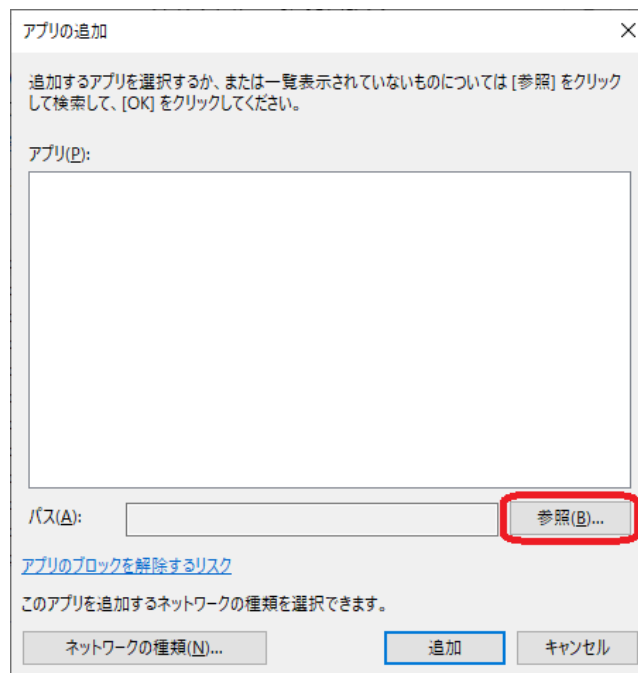 アプリの追加
追加するアプリを選択するか、または一覧表示されていないものについては [参照] をクリック
して検索して、[OK] をクリックしてください。
アプリ(P):
パス(A):
参照(B)...
アプリのブロックを解除するリスク
このアプリを追加するネットワークの種類を選択できます。
ネットワークの種類(N)...
追加
キャンセル